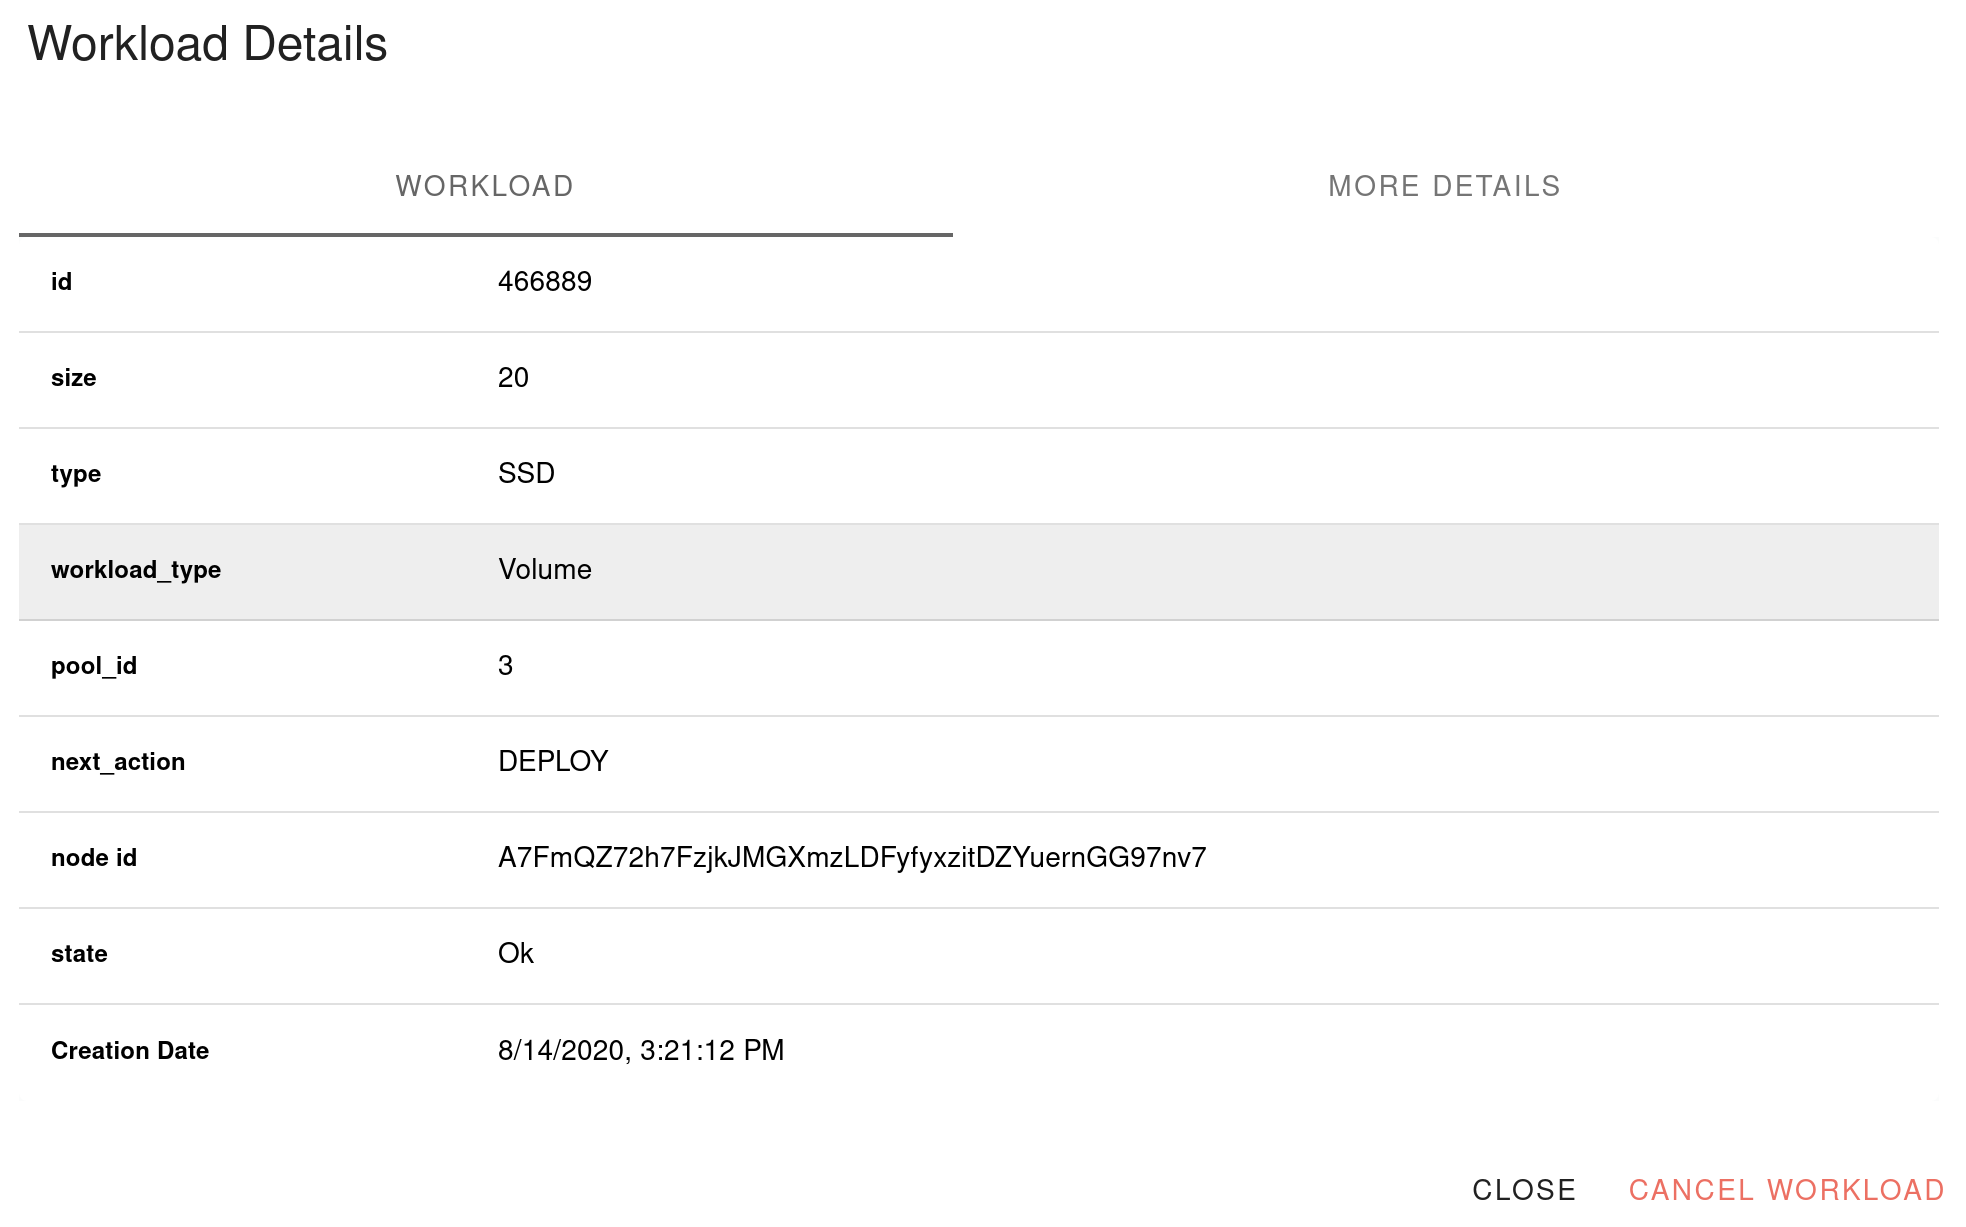 Workload Details
WORKLOAD MORE DETAILS
id 466889
size 20
type SSD
workload_type Volume
pool_id 3
next_action DEPLOY
node id A7FmQZ72h7FzjkJMGXmzLDFyfyxzitDZYuernGG97nv7
state Ok
Creation Date 8/14/2020, 3:21:12 PM
CLOSE CANCEL WORKLOAD